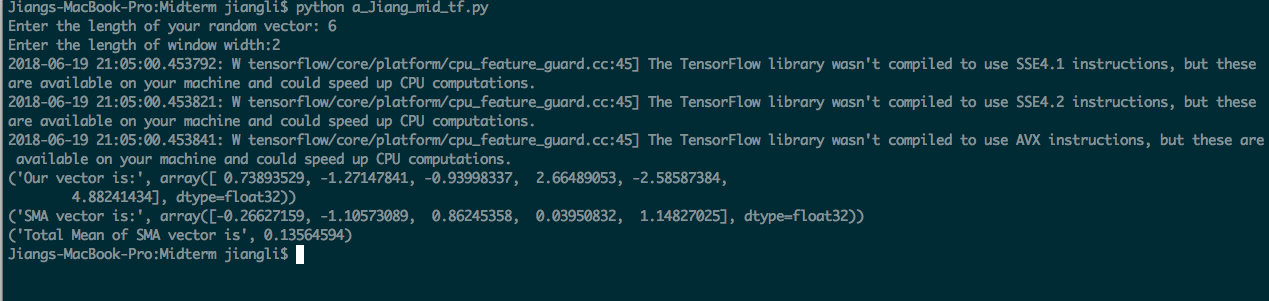 Jiangs-MacBook-Pro:Midterm jiangli$ python a_Jiang_mid_tf.py
Enter the length of your random vector: 6
Enter the length of window width:2
2018-06-19 21:05:00.453792: W tensorflow/core/platform/cpu_feature_guard.cc:45] The TensorFlow library wasn't compiled to use SSE4.1 instructions, but these
are available on your machine and could speed up CPU computations.
2018-06-19 21:05:00.453821: W tensorflow/core/platform/cpu_feature_guard.cc:45] The TensorFlow library wasn't compiled to use SSE4.2 instructions, but these
are available on your machine and could speed up CPU computations.
2018-06-19 21:05:00.453841: W tensorflow/core/platform/cpu_feature_guard.cc:45] The TensorFlow library wasn't compiled to use AVX instructions, but these are
 available on your machine and could speed up CPU computations.
('Our vector is:', array([ 0.73893529, -1.27147841, -0.93998337,  2.66489053, -2.58587384,
        4.88241434], dtype=float32))
('SMA vector is:', array([-0.26627159, -1.10573089,  0.86245358,  0.03950832,  1.14827025], dtype=float32))
('Total Mean of SMA vector is', 0.13564594)
Jiangs-MacBook-Pro:Midterm jiangli$